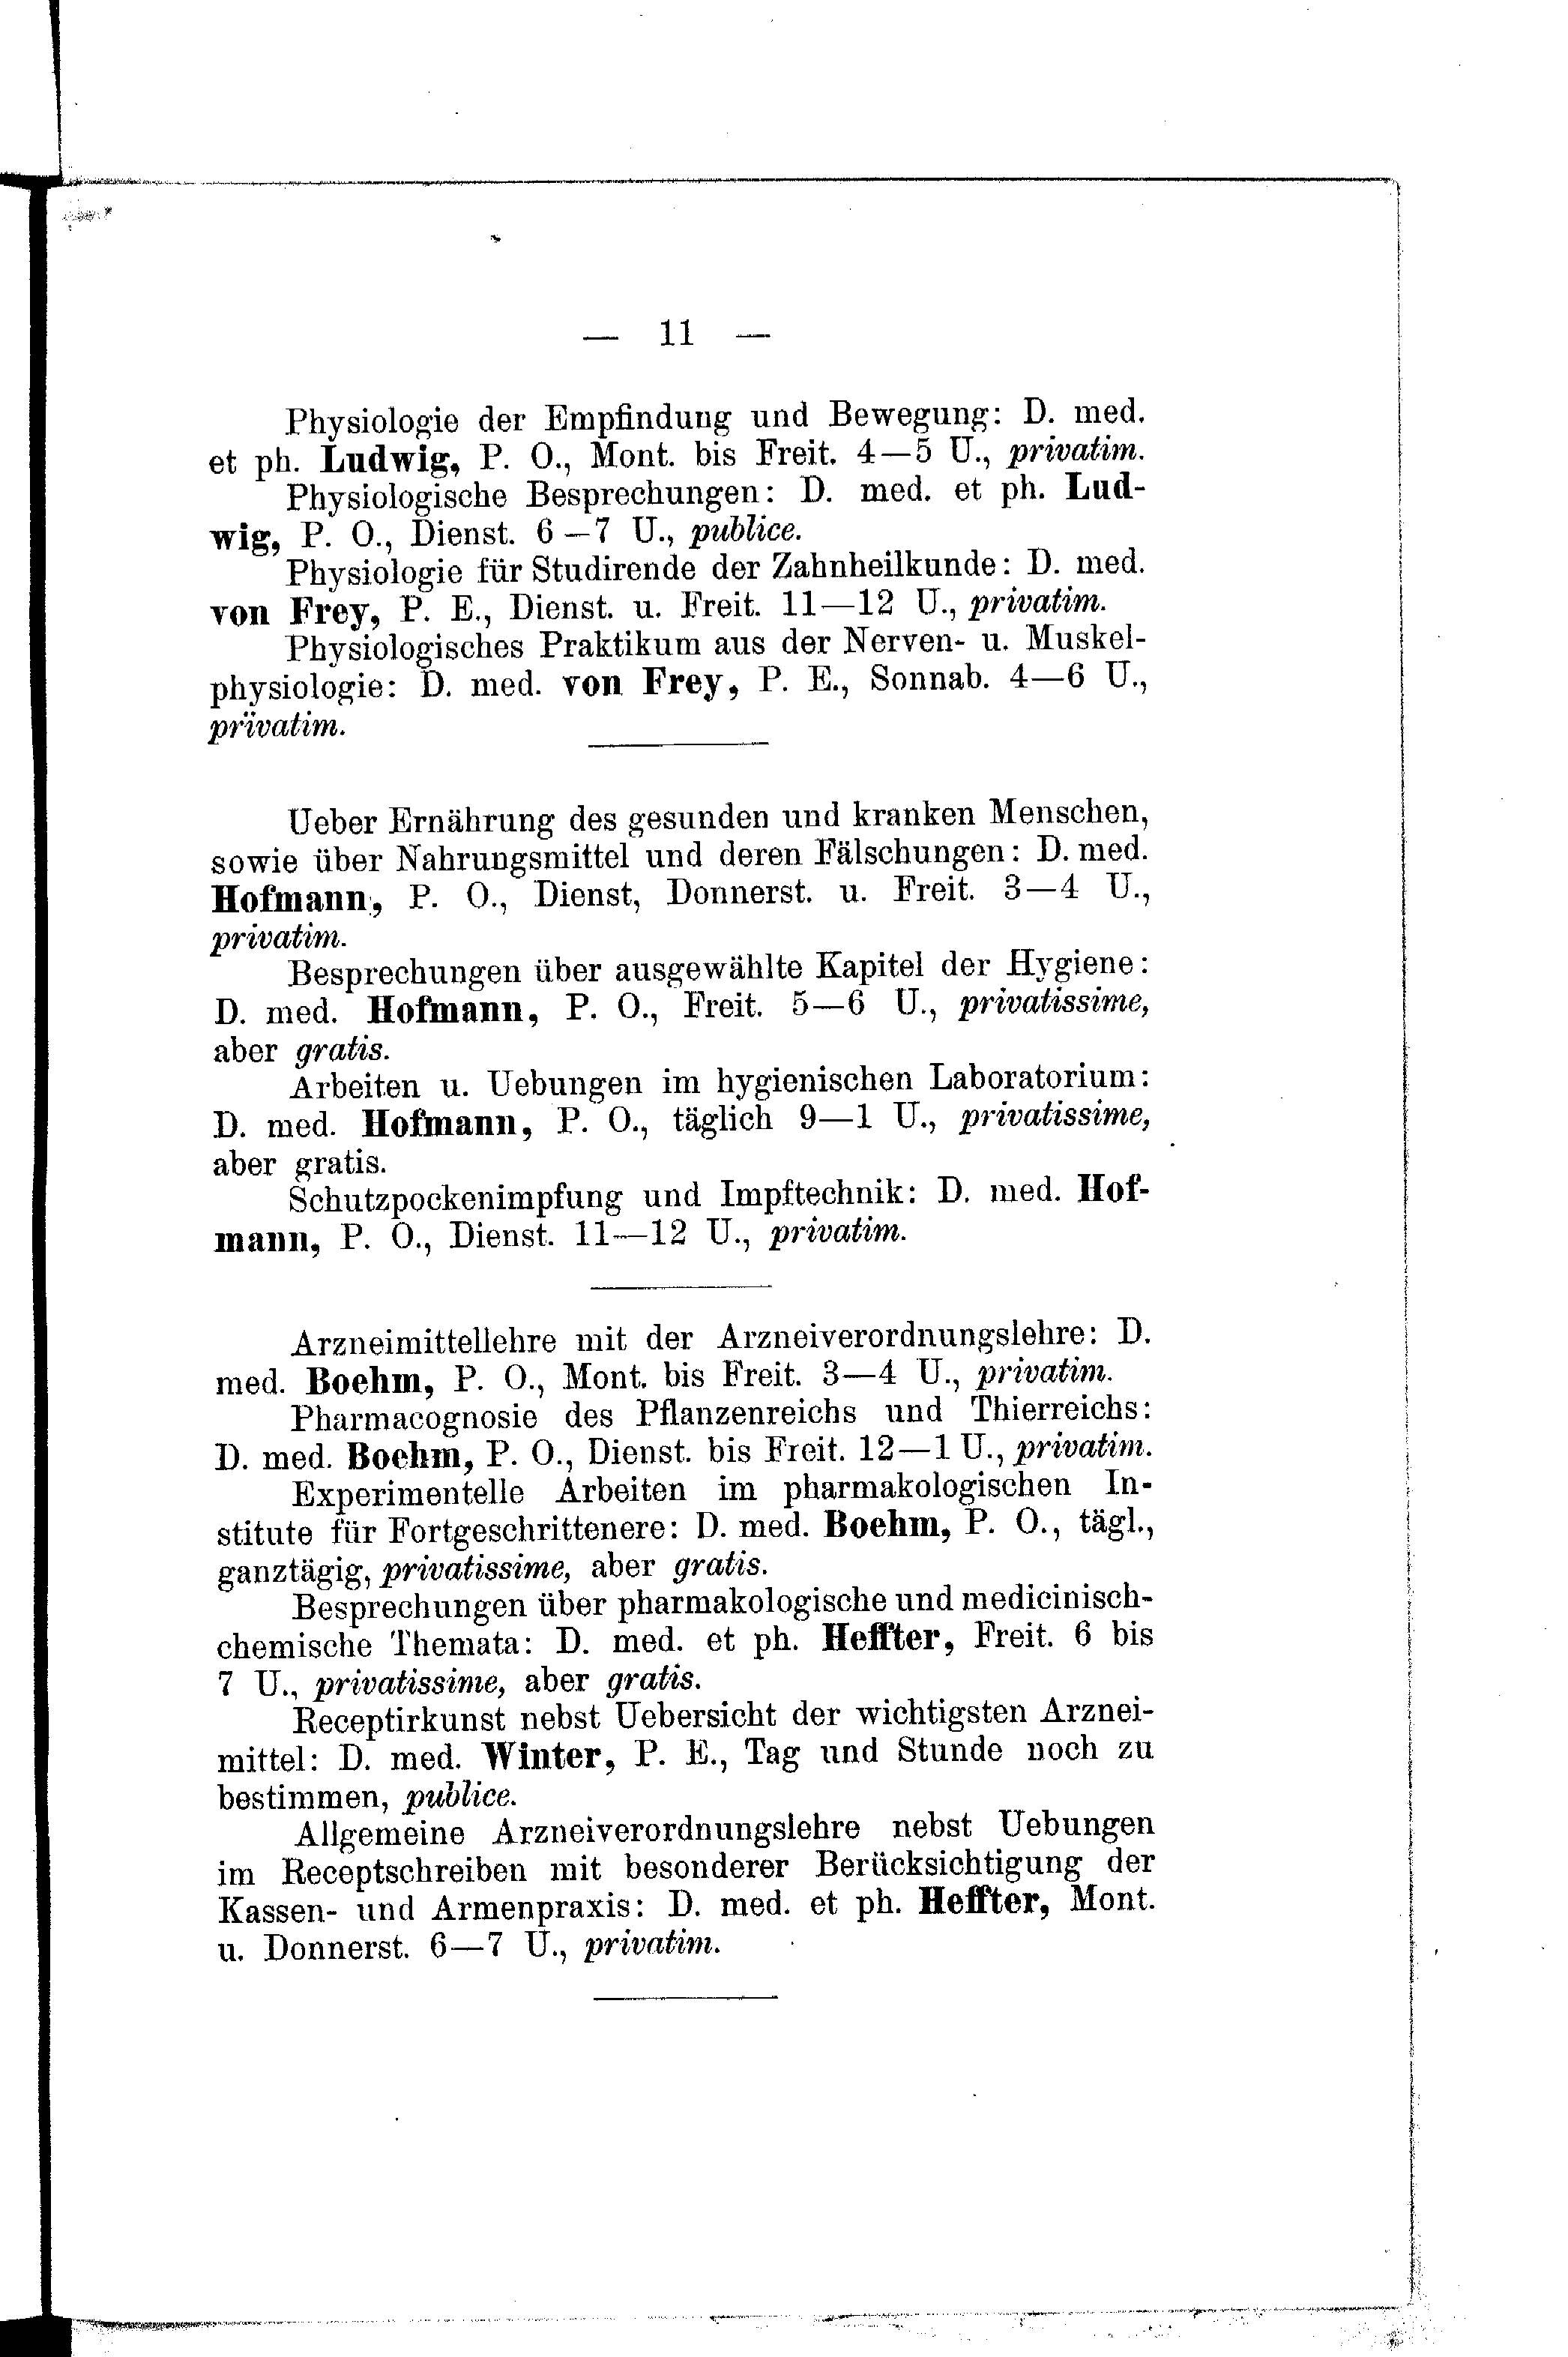 — 11 —
Physiologie der Empfindung und Bewegung: D. med.
et ph. Ludwig, P. O., Mont. bis Freit. 4—5 U., privatim.
Physiologische Besprechungen: D. med. et ph. Lud-
wig, P. O., Dienst. 6—7 U., publice.
Physiologie für Studirende der Zahnheilkunde: D. med.
von Frey, P. E., Dienst. u. Freit. 11—12 U., privatim.
Physiologisches Praktikum aus der Nerven- u. Muskel-
physiologie: D. med. von Frey, P. E., Sonnab. 4—6 U.,
privatim.
Ueber Ernährung des gesunden und kranken Menschen,
sowie über Nahrungsmittel und deren Fälschungen: D. med.
Hofmann, P. O., Dienst, Donnerst. u. Freit. 3—4 U.,
privatim.
Besprechungen über ausgewählte Kapitel der Hygiene:
D. med. Hofmann, P. O., Freit. 5—6 U., privatissime,
aber gratis.
Arbeiten u. Uebungen im hygienischen Laboratorium:
D. med. Hofmann, P. O., täglich 9—1 U., privatissime,
aber gratis.
Schutzpockenimpfung und Impftechnik: D. med. Hof-
mann, P. O., Dienst. 11—12 U., privatim.
Arzneimittellehre mit der Arzneiverordnungslehre: D.
med. Boehm, P. O., Mont. bis Freit. 3—4 U., privatim.
Pharmacognosie des Pflanzenreichs und Thierreichs:
D. med. Boehm, P. O., Dienst. bis Freit. 12—1 U., privatim.
Experimentelle Arbeiten im pharmakologischen In-
stitute für Fortgeschrittenere: D. med. Boehm, P. O., tägl.,
ganztägig, privatissime, aber gratis.
Besprechungen über pharmakologische und medicinisch-
chemische Themata: D. med. et ph. Heffter, Freit. 6 bis
7 U., privatissime, aber gratis.
Receptirkunst nebst Uebersicht der wichtigsten Arznei-
mittel: D. med. Winter, P. E., Tag und Stunde noch zu
bestimmen, publice.
Allgemeine Arzneiverordnungslehre nebst Uebungen
im Receptschreiben mit besonderer Berücksichtigung der
Kassen- und Armenpraxis: D. med. et ph. Heffter, Mont.
u. Donnerst. 6—7 U., privatim.